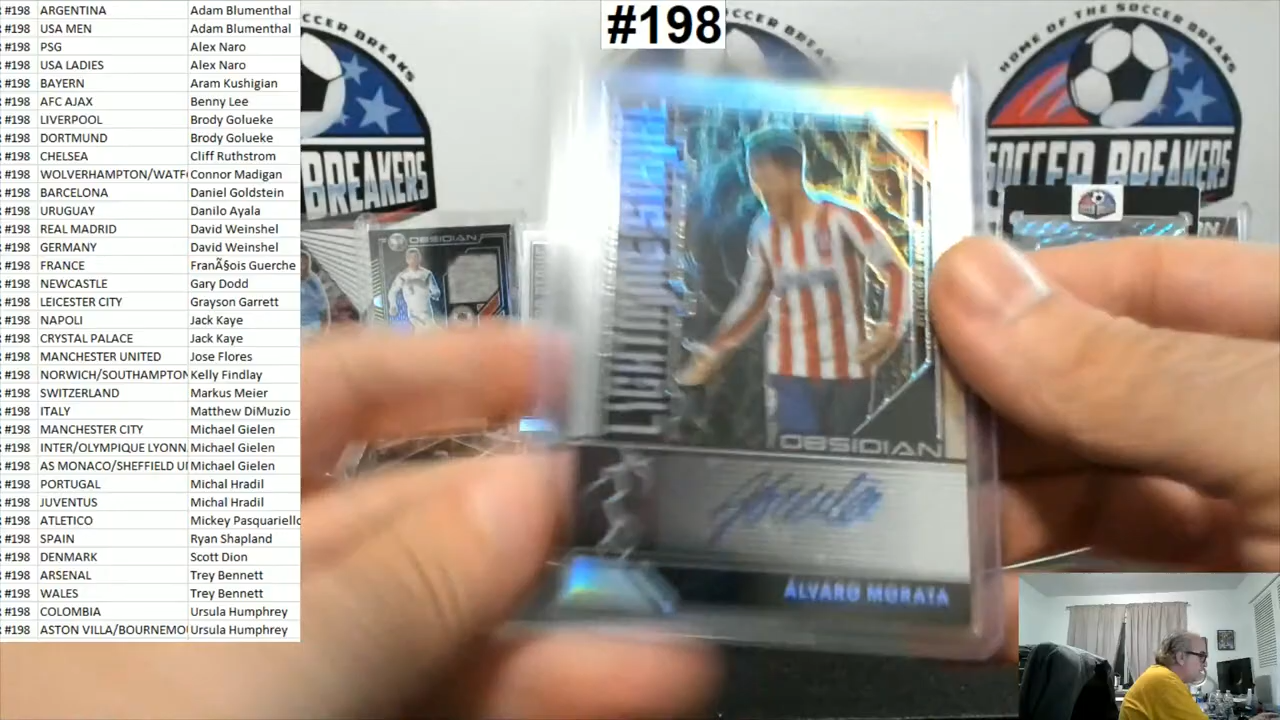 #198 ARGENTINA Adam Blumenthal
#198 USA MEN Adam Blumenthal
#198 PSG Alex Naro
#198 USA LADIES Alex Naro
#198 BAYERN Aram Kushigian
#198 AFC AJAX Benny Lee
#198 LIVERPOOL Brody Golueke
#198 DORTMUND Brody Golueke
#198 CHELSEA Cliff Ruthstrom
#198 WOLVERHAMPTON/WATF Connor Madigan
#198 BARCELONA Daniel Goldstein
#198 URUGUAY Danilo Ayala
#198 REAL MADRID David Weinshel
#198 GERMANY David Weinshel
#198 FRANCE FranÃ§ois Guerche
#198 NEWCASTLE Gary Dodd
#198 LEICESTER CITY Grayson Garrett
#198 NAPOLI Jack Kaye
#198 CRYSTAL PALACE Jack Kaye
#198 MANCHESTER UNITED Jose Flores
#198 NORWICH/SOUTHAMPTON Kelly Findlay
#198 SWITZERLAND Markus Meier
#198 ITALY Matthew DiMuzio
#198 MANCHESTER CITY Michael Gielen
#198 INTER/OLYMPIQUE LYONN Michael Gielen
#198 AS MONACO/SHEFFIELD UI Michael Gielen
#198 PORTUGAL Michal Hradil
#198 JUVENTUS Michal Hradil
#198 ATLETICO Mickey Pasquariello
#198 SPAIN Ryan Shapland
#198 DENMARK Scott Dion
#198 ARSENAL Trey Bennett
#198 WALES Trey Bennett
#198 COLOMBIA Ursula Humphrey
#198 ASTON VILLA/BOURNEMO Ursula Humphrey
#198
CCER BREAKS
BREAKERS
OCCER BREAKS
HOME OF THE SOCCER BREAKS
SOCCER BREAKERS
OBSIDIAN
OBSIDIAN
ÁLVARO MORATA